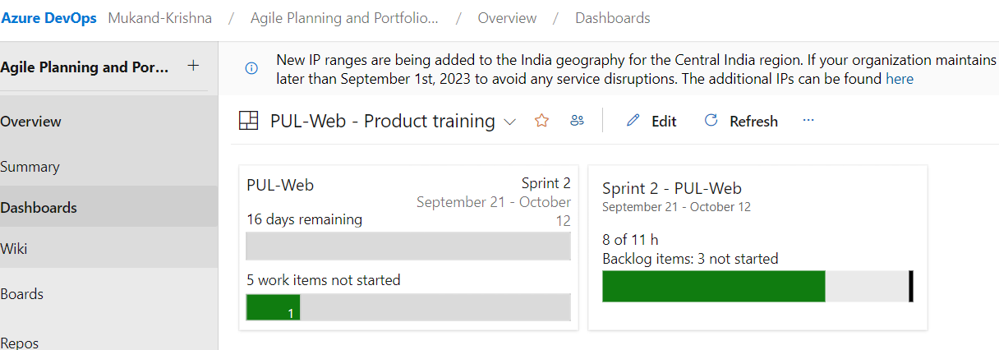 Azure DevOps Mukand-Krishna / Agile Planning and Portfolio... / Overview / Dashboards
Agile Planning and Por... +
Overview
Summary
Dashboards
Wiki
Boards
Repos
New IP ranges are being added to the India geography for the Central India region. If your organization maintains
later than September 1st, 2023 to avoid any service disruptions. The additional IPs can be found here
PUL-Web - Product training
Edit
Refresh
...
PUL-Web
Sprint 2
September 21 - October
12
16 days remaining
5 work items not started
1
Sprint 2 - PUL-Web
September 21 - October 12
8 of 11 h
Backlog items: 3 not started